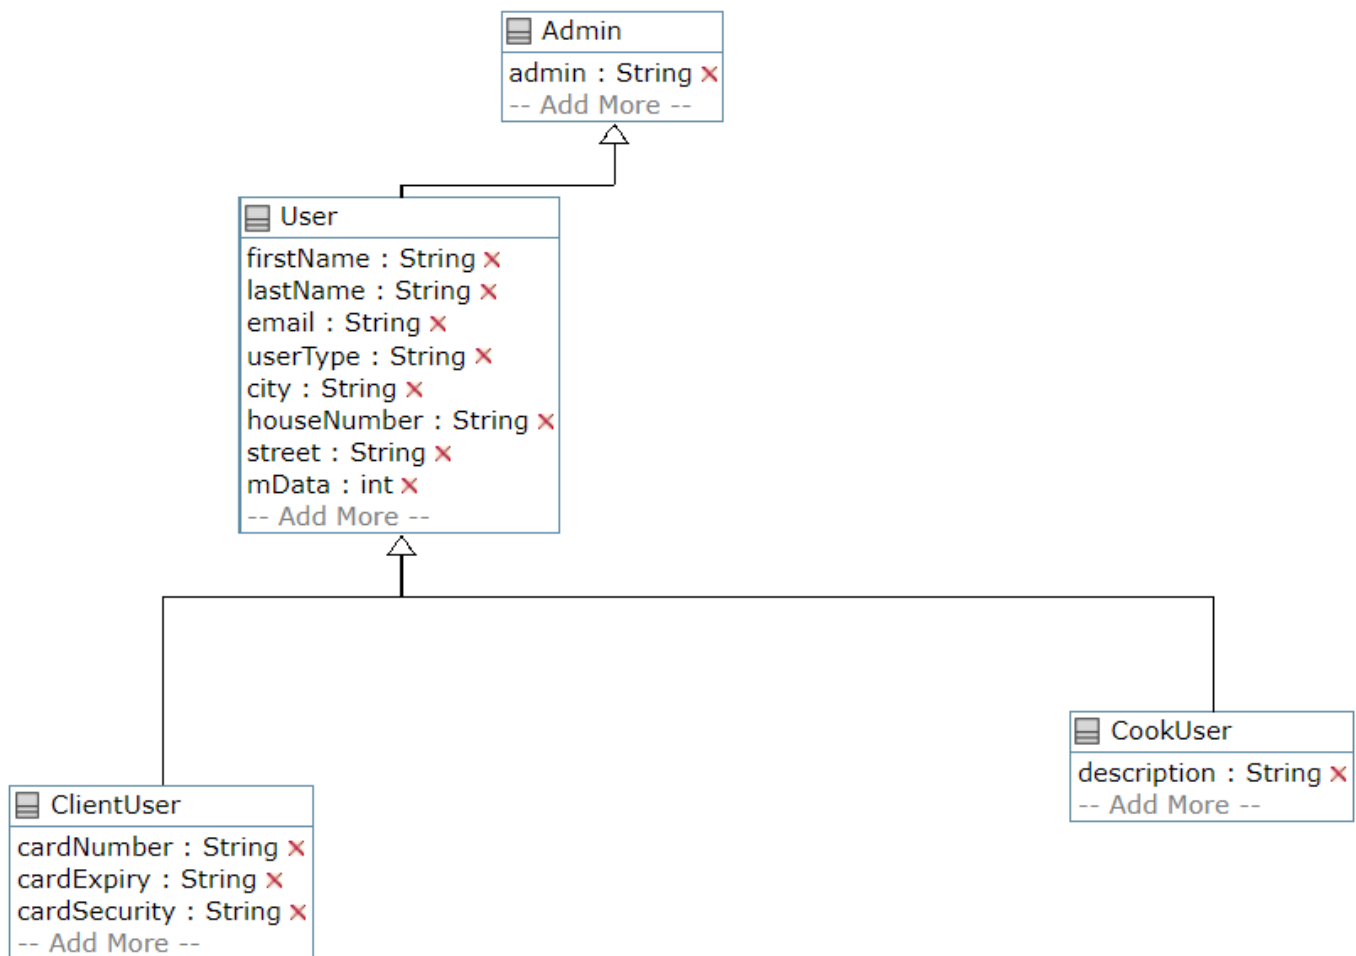 Admin
admin : String
-- Add More --
User
firstName : String
lastName : String
email : String
userType : String
city : String
houseNumber : String
street : String
mData : int
-- Add More --
CookUser
description : String
-- Add More --
ClientUser
cardNumber : String
cardExpiry : String
cardSecurity : String
-- Add More --